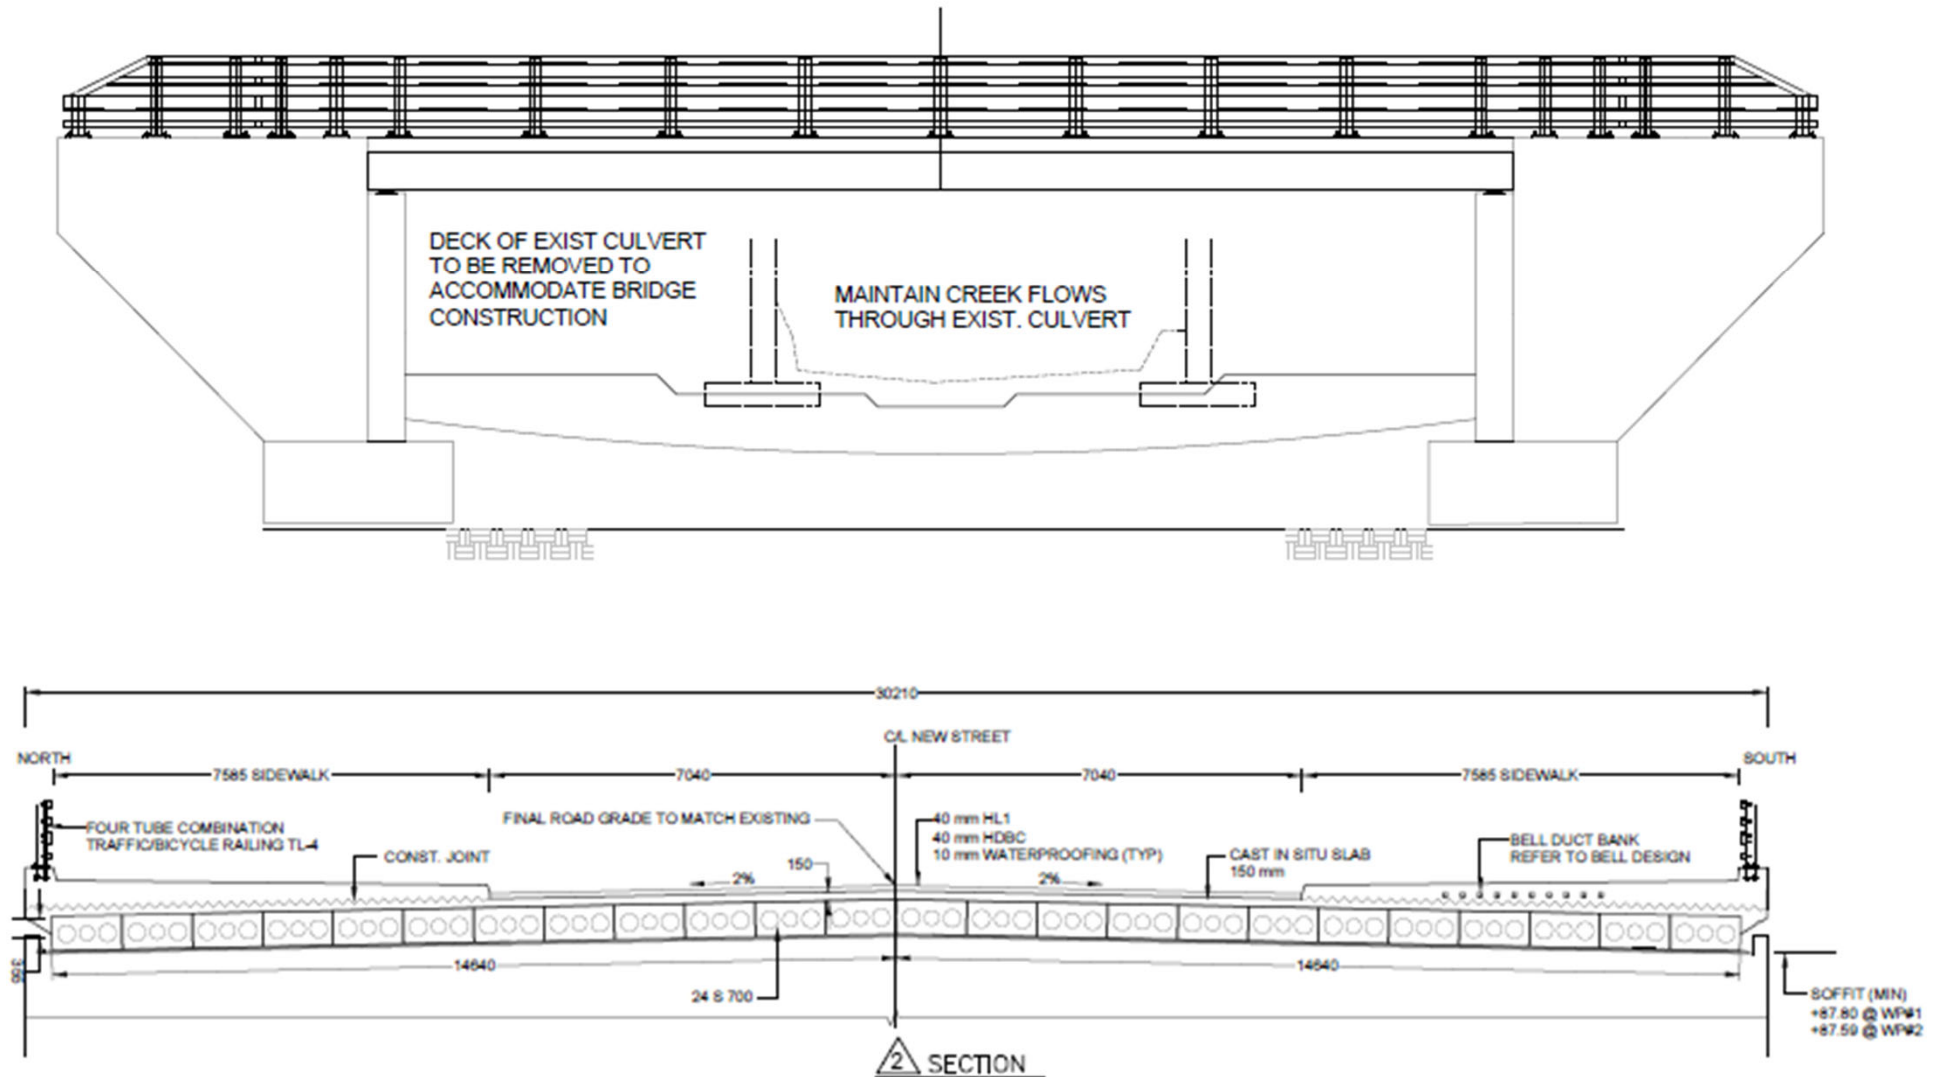 DECK OF EXIST CULVERT
TO BE REMOVED TO
ACCOMMODATE BRIDGE
CONSTRUCTION
MAINTAIN CREEK FLOWS
THROUGH EXIST. CULVERT
30210
C/L NEW STREET
NORTH
SOUTH
7585 SIDEWALK
7040
7040
7585 SIDEWALK
FOUR TUBE COMBINATION
TRAFFIC/BICYCLE RAILING TL-4
FINAL ROAD GRADE TO MATCH EXISTING
40 mm HL1
40 mm HDBC
10 mm WATERPROOFING (TYP)
BELL DUCT BANK
REFER TO BELL DESIGN
CONST. JOINT
CAST IN SITU SLAB
150 mm
150
2%
2%
14640
14640
24 S 700
SOFFIT (MIN)
+87.80 @ WP#1
+87.59 @ WP#2
2 SECTION